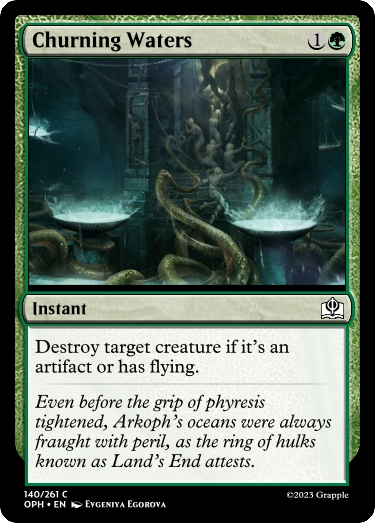 Churning Waters 1
Instant
Destroy target creature if it's an
artifact or has flying.
Even before the grip of phyresis
tightened, Arkoph's oceans were always
fraught with peril, as the ring of hulks
known as Land's End attests.
140/261 C
OPH • EN Evgeniya Egorova
©2023 Grapple